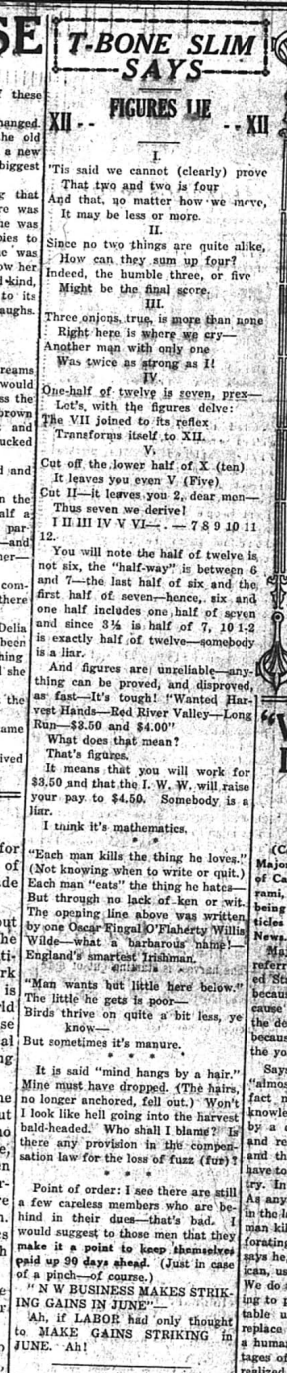 T-BONE SLIM
SAYS
FIGURES LIE
XII - - - - XII
I.
'Tis said we cannot (clearly) prove
That two and two is four
And that, no matter how we move,
It may be less or more.
II.
Since no two things are quite alike,
How can they sum up four?
Indeed, the humble three, or five
Might be the final score.
III.
Three onions, true, is more than none
Right here is where we cry—
Another man with only one
Was twice as strong as I!
IV.
One-half of twelve is seven, prex—
Let's, with the figures delve:
The VII joined to its reflex
Transforms itself to XII.
V.
Cut off the lower half of X (ten)
It leaves you even V (Five)
Cut II—it leaves you 2, dear men—
Thus seven we derive!
I II III IV V VI—. — 7 8 9 10 11
12.
You will note the half of twelve is
not six, the "half-way" is between 6
and 7—the last half of six and the
first half of seven—hence, six and
one half includes one half of seven
and since 3½ is half of 7, 10 1-2
is exactly half of twelve—somebody
is a liar.
And figures are unreliable—any-
thing can be proved, and disproved,
as fast—It's tough! "Wanted Har-
vest Hands—Red River Valley—Long
Run—$3.50 and $4.00"
What does that mean?
That's figures.
It means that you will work for
$3.50 and that the I. W. W. will raise
your pay to $4.50. Somebody is a
liar.
I think it's mathematics.
* *
"Each man kills the thing he loves."
(Not knowing when to write or quit.)
Each man "eats" the thing he hates—
But through no lack of ken or wit.
The opening line above was written
by one Oscar Fingal O'Flaherty Willis
Wilde—what a barbarous name!—
England's smartest Irishman.
"Man wants but little here below."
The little he gets is poor—
Birds thrive on quite a bit less, ye
know—
But sometimes it's manure.
* * * *
It is said "mind hangs by a hair."
Mine must have dropped. (The hairs,
no longer anchored, fell out.) Won't
I look like hell going into the harvest
bald-headed. Who shall I blame? Is
there any provision in the compen-
sation law for the loss of fuzz (fur)?
* * *
Point of order: I see there are still
a few careless members who are be-
hind in their dues—that's bad. I
would suggest to those men that they
make it a point to keep themselves
paid up 90 days ahead. (Just in case
of a pinch—of course.)
"N W BUSINESS MAKES STRIK-
ING GAINS IN JUNE"—
Ah, if LABOR had only thought
to MAKE GAINS STRIKING in
JUNE. Ah!